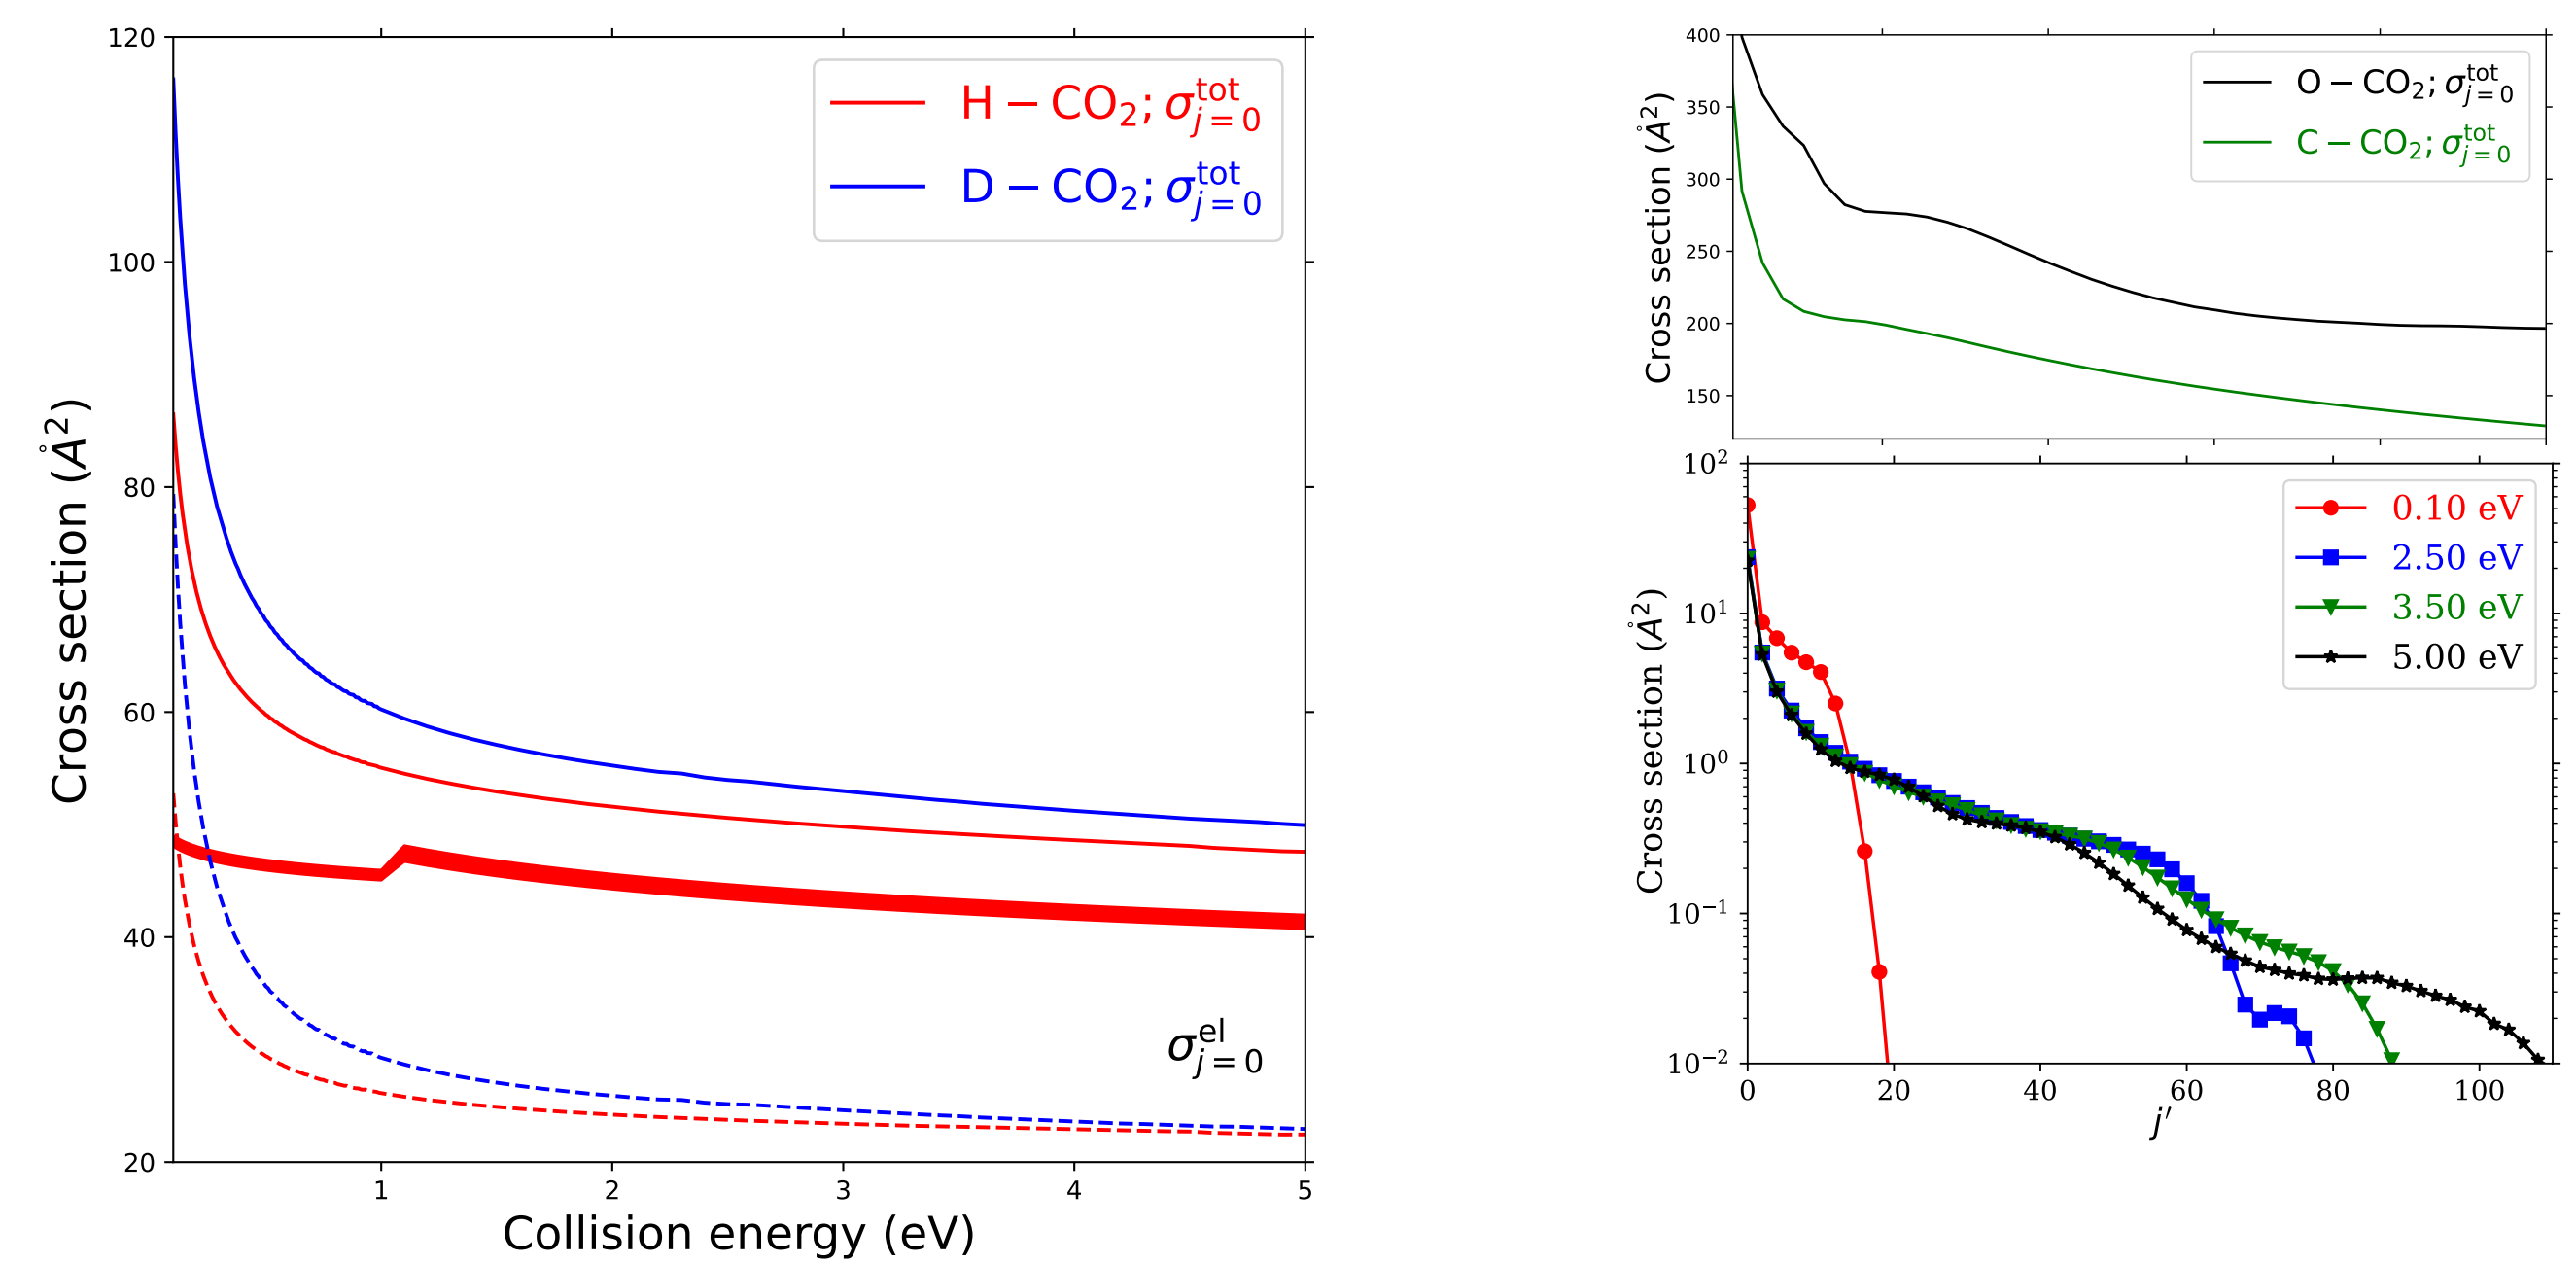 120
100
80
60
40
20
1 2 3 4 5
Cross section (Å²)
Collision energy (eV)
H − CO₂; σ^tot_{j=0}
D − CO₂; σ^tot_{j=0}
σ^el_{j=0}
400
350
300
250
200
150
Cross section (Å²)
O − CO₂; σ^tot_{j=0}
C − CO₂; σ^tot_{j=0}
10²
10¹
10⁰
10⁻¹
10⁻²
0 20 40 60 80 100
Cross section (Å²)
j′
0.10 eV
2.50 eV
3.50 eV
5.00 eV